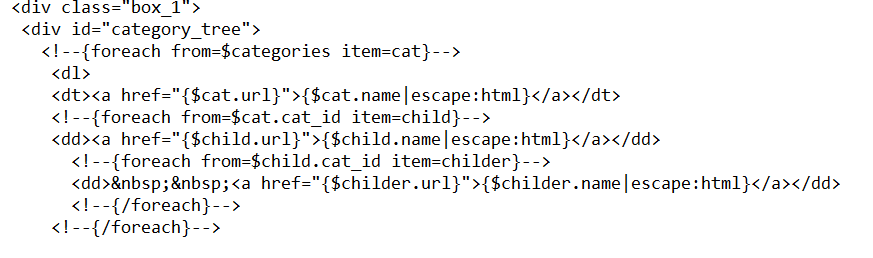 <div class="box_1">
<div id="category_tree">
<!--{foreach from=$categories item=cat}-->
<dl>
<dt><a href="{$cat.url}">{$cat.name|escape:html}</a></dt>
<!--{foreach from=$cat.cat_id item=child}-->
<dd><a href="{$child.url}">{$child.name|escape:html}</a></dd>
<!--{foreach from=$child.cat_id item=childer}-->
<dd>&nbsp;&nbsp;<a href="{$childer.url}">{$childer.name|escape:html}</a></dd>
<!--{/foreach}-->
<!--{/foreach}-->